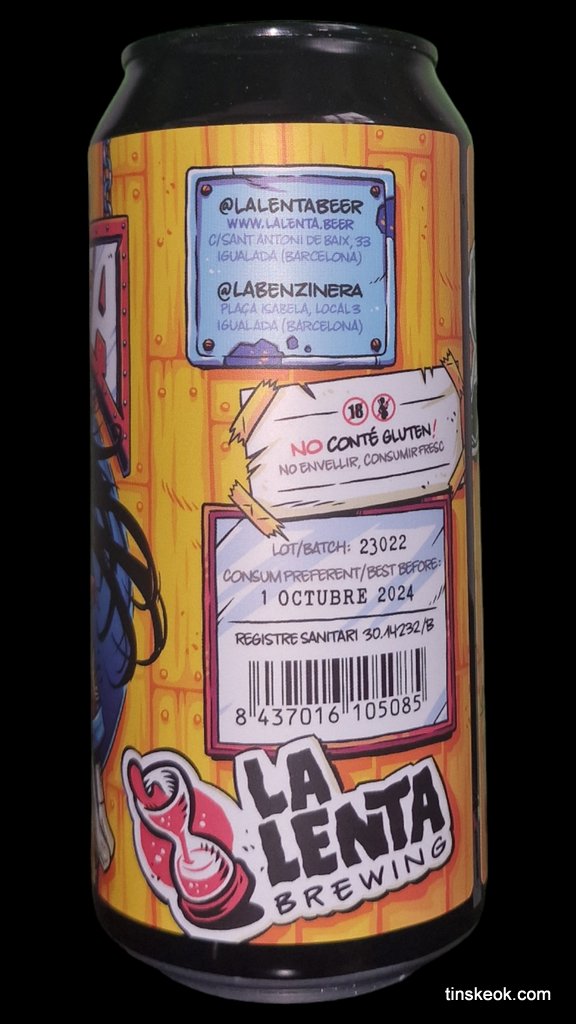 @LALENTABEER
WWW.LALENTA.BEER
C/SANT ANTONI DE BAIX, 33
IGUALADA (BARCELONA)
@LABENZINERA
PLAÇA ISABELA, LOCAL 3
IGUALADA (BARCELONA)
18
NO CONTÉ GLUTEN!
NO ENVELLIR, CONSUMIR FRESC
LOT/BATCH: 23022
CONSUM PREFERENT/BEST BEFORE:
1 OCTUBRE 2024
REGISTRE SANITARI 30.14232/B
8 437016 105085
LA
LENTA
BREWING
tinskeok.com